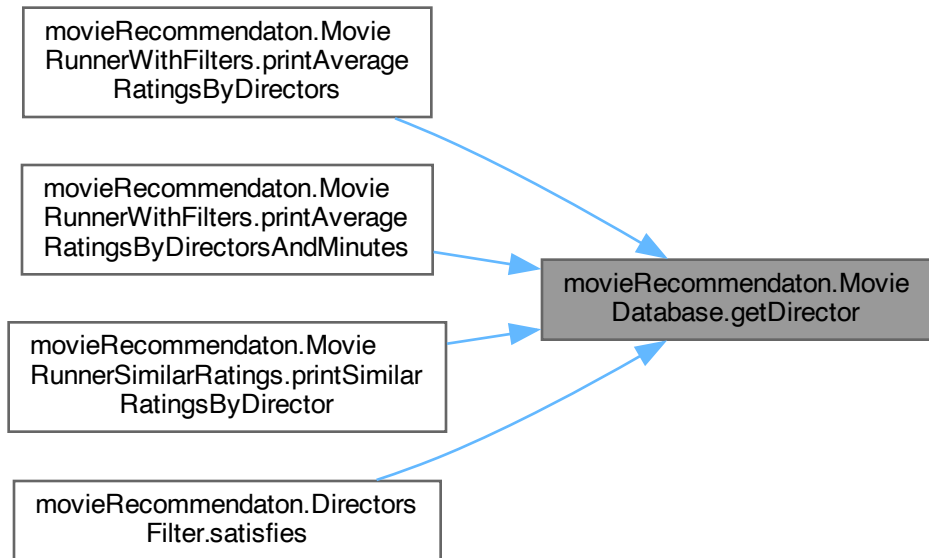 movieRecommendaton.Movie
RunnerWithFilters.printAverage
RatingsByDirectors
movieRecommendaton.Movie
RunnerWithFilters.printAverage
RatingsByDirectorsAndMinutes
movieRecommendaton.Movie
RunnerSimilarRatings.printSimilar
RatingsByDirector
movieRecommendaton.Directors
Filter.satisfies
movieRecommendaton.Movie
Database.getDirector